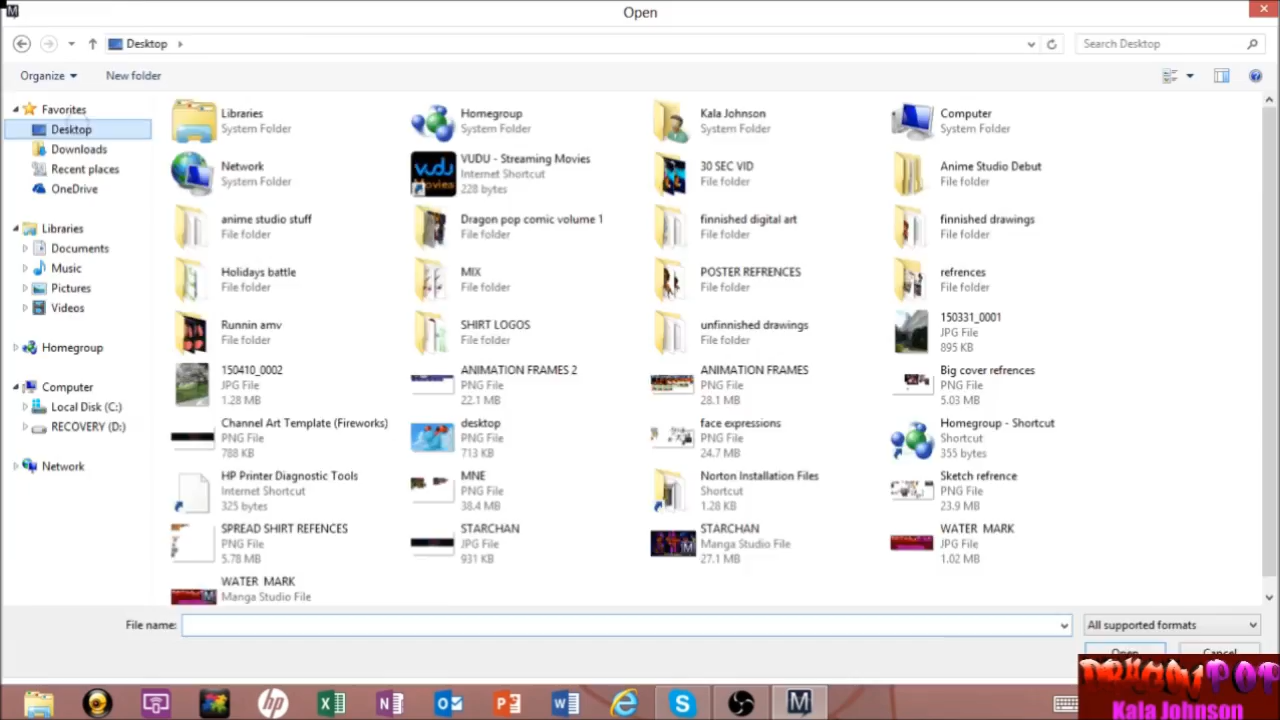 Open
Desktop
Search Desktop
Organize
New folder
Favorites
Desktop
Downloads
Recent places
OneDrive
Libraries
Documents
Music
Pictures
Videos
Homegroup
Computer
Local Disk (C:)
RECOVERY (D:)
Network
Libraries
System Folder
Homegroup
System Folder
Kala Johnson
System Folder
Computer
System Folder
Network
System Folder
VUDU - Streaming Movies
Internet Shortcut
228 bytes
30 SEC VID
File folder
Anime Studio Debut
File folder
anime studio stuff
File folder
Dragon pop comic volume 1
File folder
finnished digital art
File folder
finnished drawings
File folder
Holidays battle
File folder
MIX
File folder
POSTER REFRENCES
File folder
refrences
File folder
Runnin amv
File folder
SHIRT LOGOS
File folder
unfinnished drawings
File folder
150331_0001
JPG File
895 KB
150410_0002
JPG File
1.28 MB
ANIMATION FRAMES 2
PNG File
22.1 MB
ANIMATION FRAMES
PNG File
28.1 MB
Big cover refrences
PNG File
5.03 MB
Channel Art Template (Fireworks)
PNG File
788 KB
desktop
PNG File
713 KB
face expressions
PNG File
24.7 MB
Homegroup - Shortcut
Shortcut
355 bytes
HP Printer Diagnostic Tools
Internet Shortcut
325 bytes
MNE
PNG File
38.4 MB
Norton Installation Files
Shortcut
1.28 KB
Sketch refrence
PNG File
23.9 MB
SPREAD SHIRT REFENCES
PNG File
5.78 MB
STARCHAN
JPG File
931 KB
STARCHAN
Manga Studio File
27.1 MB
WATER MARK
JPG File
1.02 MB
WATER MARK
Manga Studio File
File name:
All supported formats
Open
Cancel
DRAGON POP
Kala Johnson